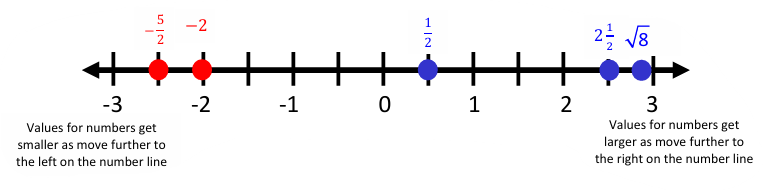 -5/2 -2 1/2 2 1/2 √8
-3 -2 -1 0 1 2 3
Values for numbers get
smaller as move further to
the left on the number line
Values for numbers get
larger as move further to
the right on the number line